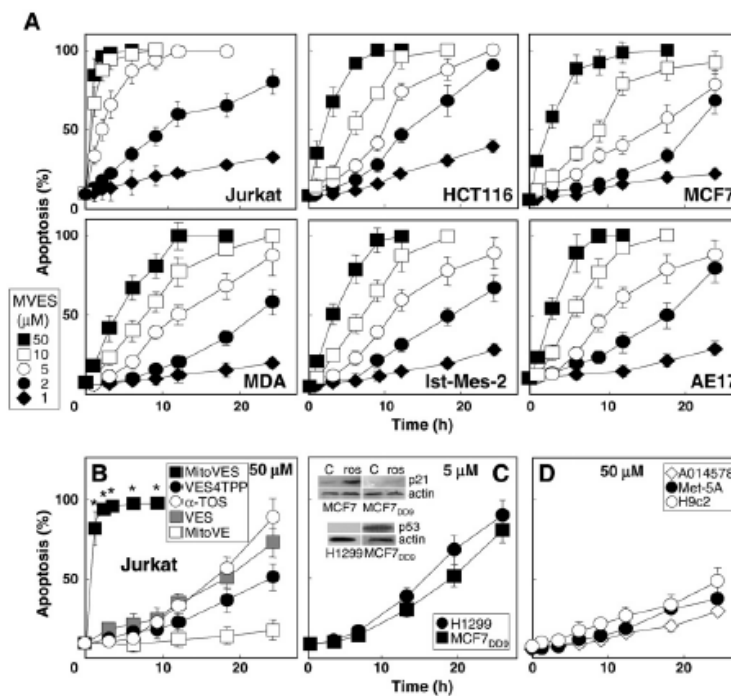 A
Apoptosis (%)
100
50
0
Jurkat
HCT116
MCF7
Apoptosis (%)
100
50
MDA
Ist-Mes-2
AE17
MVES
(µM)
50
10
5
2
1
0 10 20
0 10 20
0 10 20
Time (h)
B
50 µM
MitoVES
VES4TPP
α-TOS
VES
MitoVE
* * * * *
Jurkat
Apoptosis (%)
100
50
0 10 20
5 µM
C
C ros C ros
p21
actin
MCF7 MCF7DD9
p53
actin
H1299 MCF7DD9
H1299
MCF7DD9
0 10 20
D
50 µM
A014578
Met-5A
H9c2
0 10 20
Time (h)